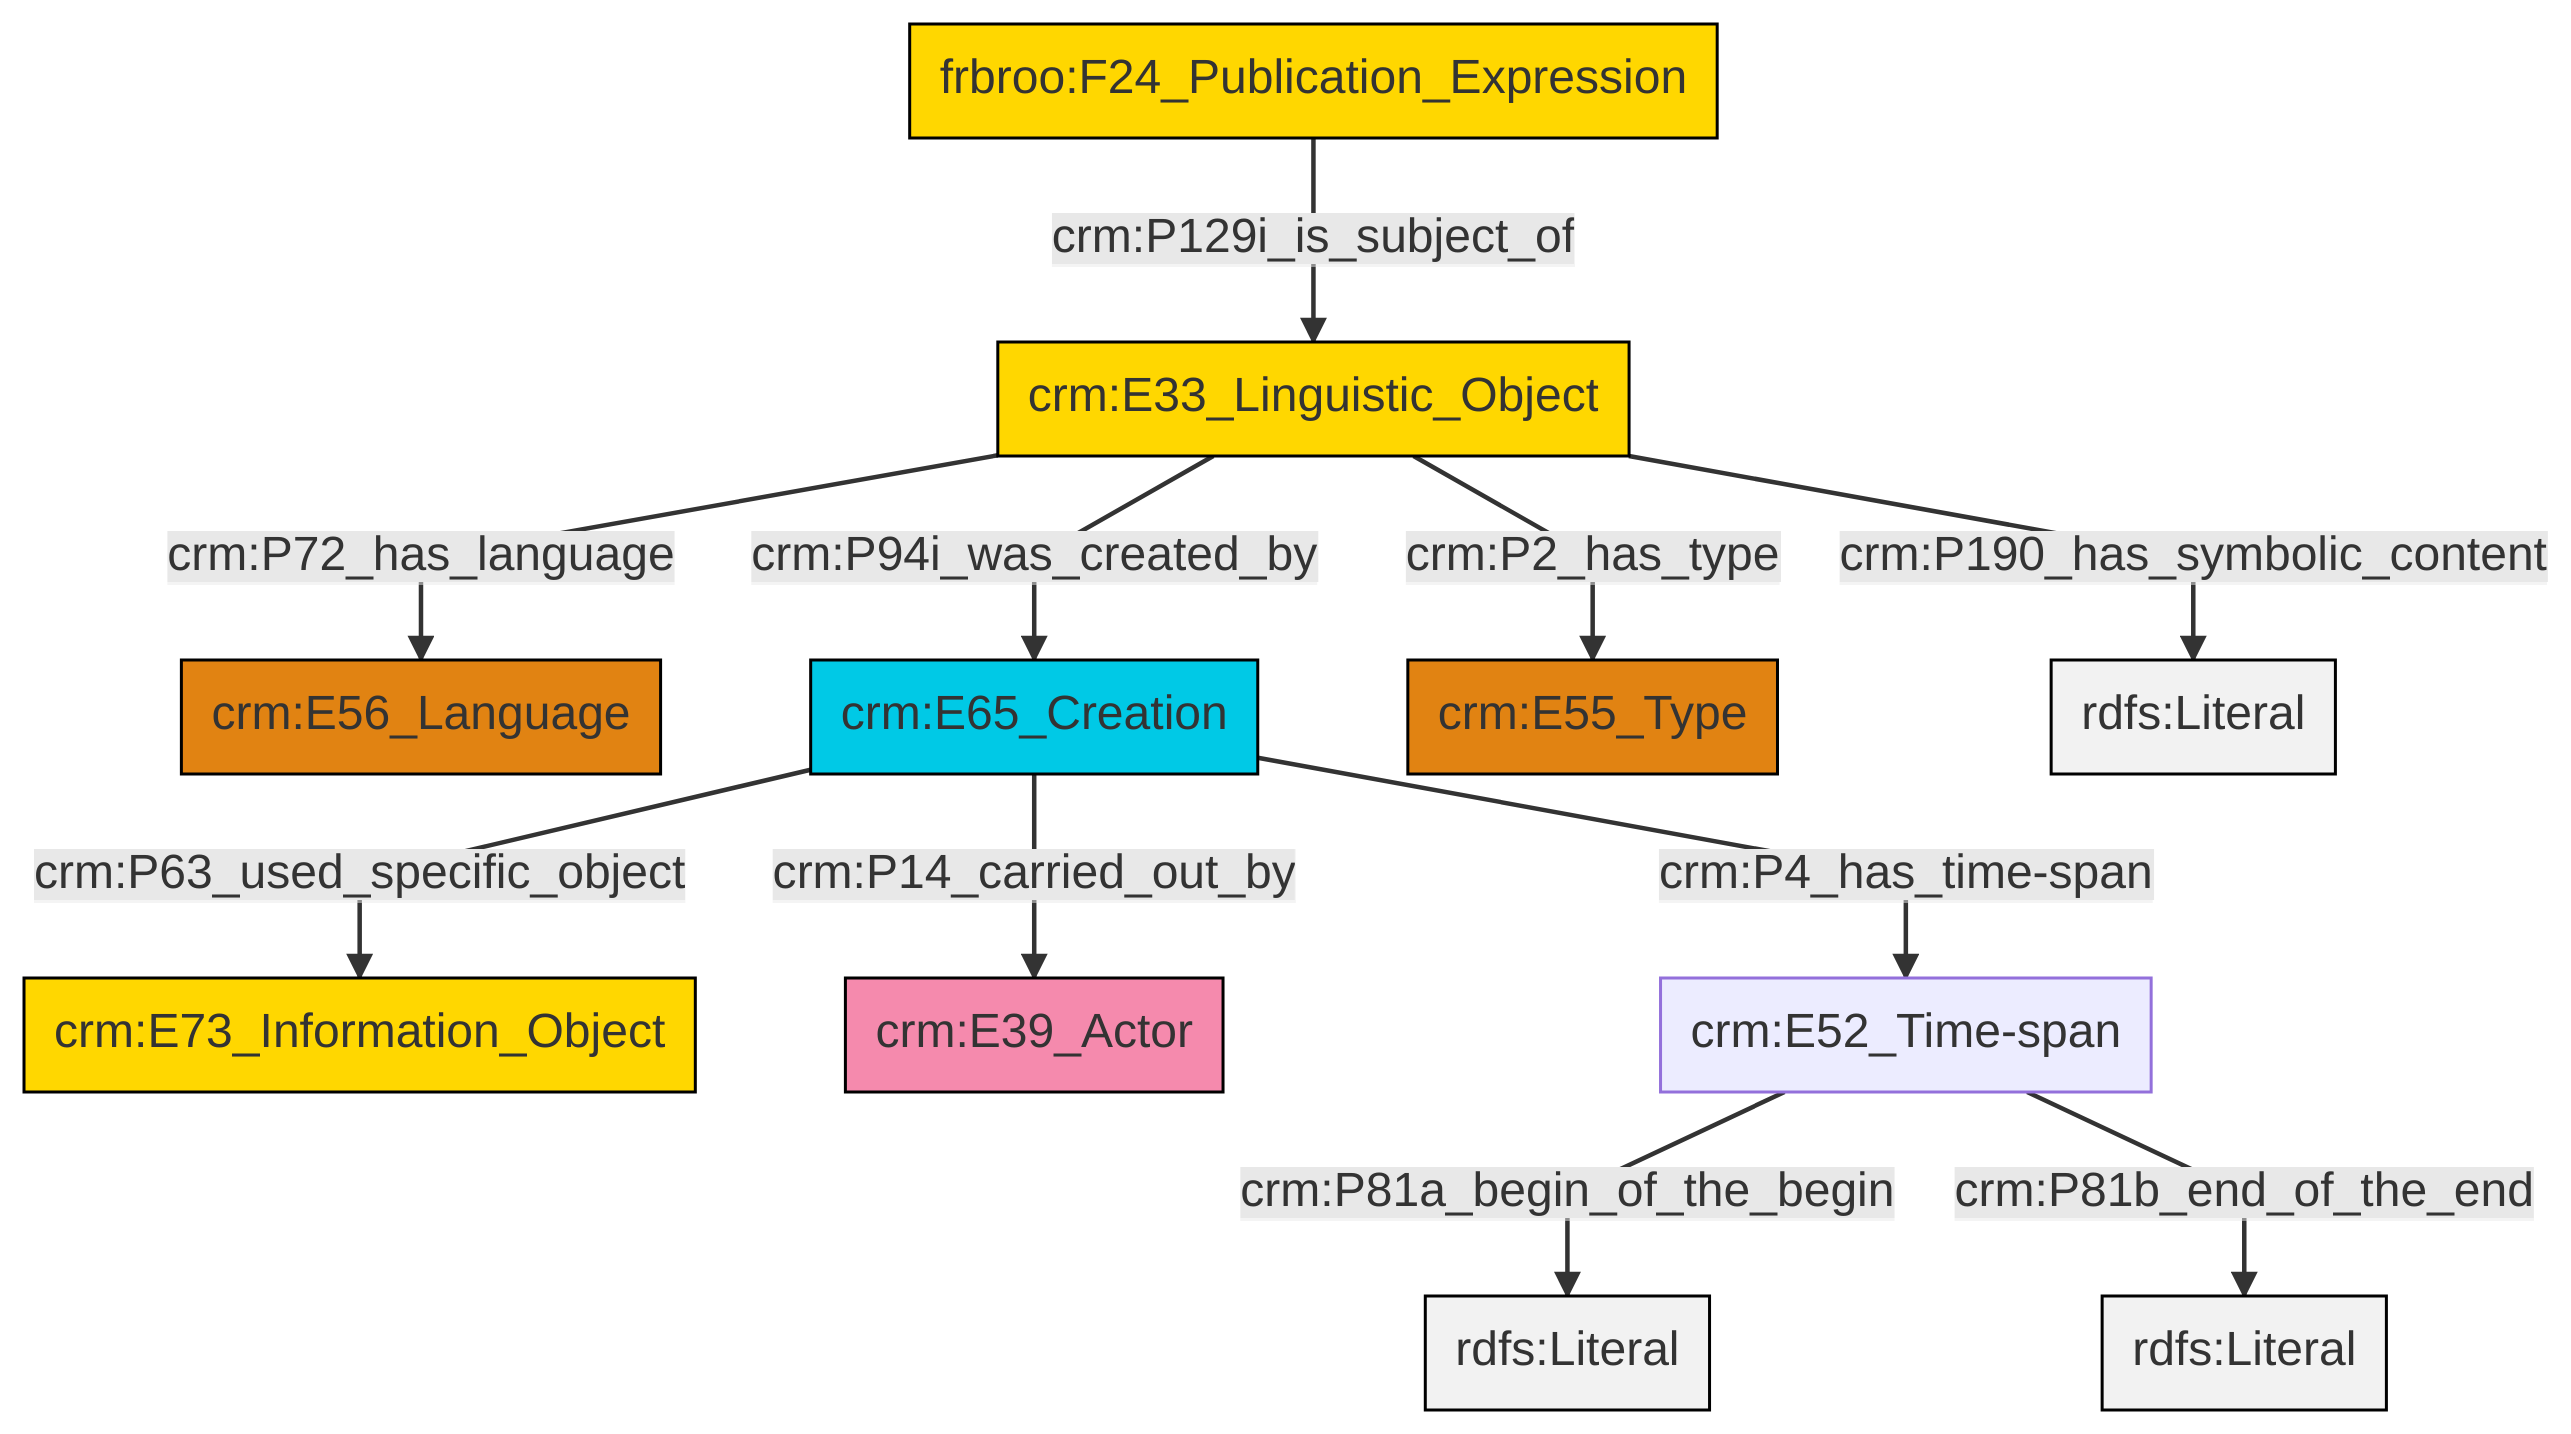 frbroo:F24_Publication_Expression
crm:P129i_is_subject_of
crm:E33_Linguistic_Object
crm:P72_has_language
crm:P94i_was_created_by
crm:P2_has_type
crm:P190_has_symbolic_content
crm:E56_Language
crm:E65_Creation
crm:E55_Type
rdfs:Literal
crm:P63_used_specific_object
crm:P14_carried_out_by
crm:P4_has_time-span
crm:E73_Information_Object
crm:E39_Actor
crm:E52_Time-span
crm:P81a_begin_of_the_begin
crm:P81b_end_of_the_end
rdfs:Literal
rdfs:Literal